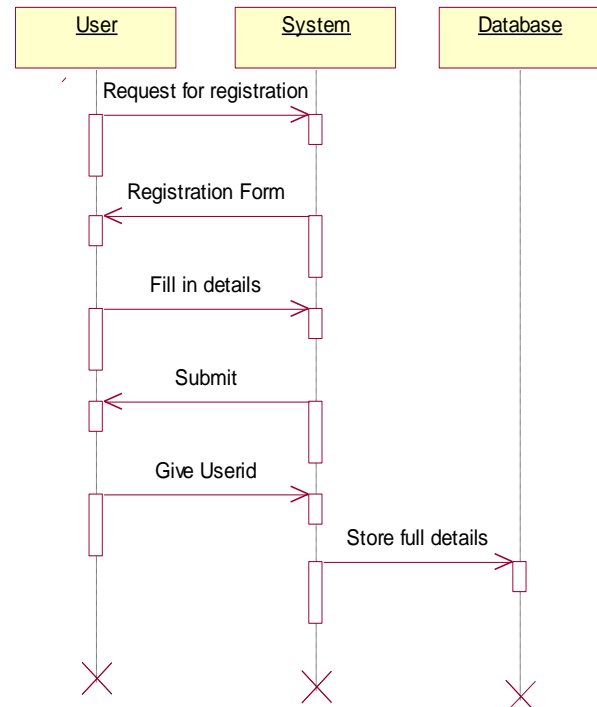 User
System
Database
Request for registration
Registration Form
Fill in details
Submit
Give Userid
Store full details